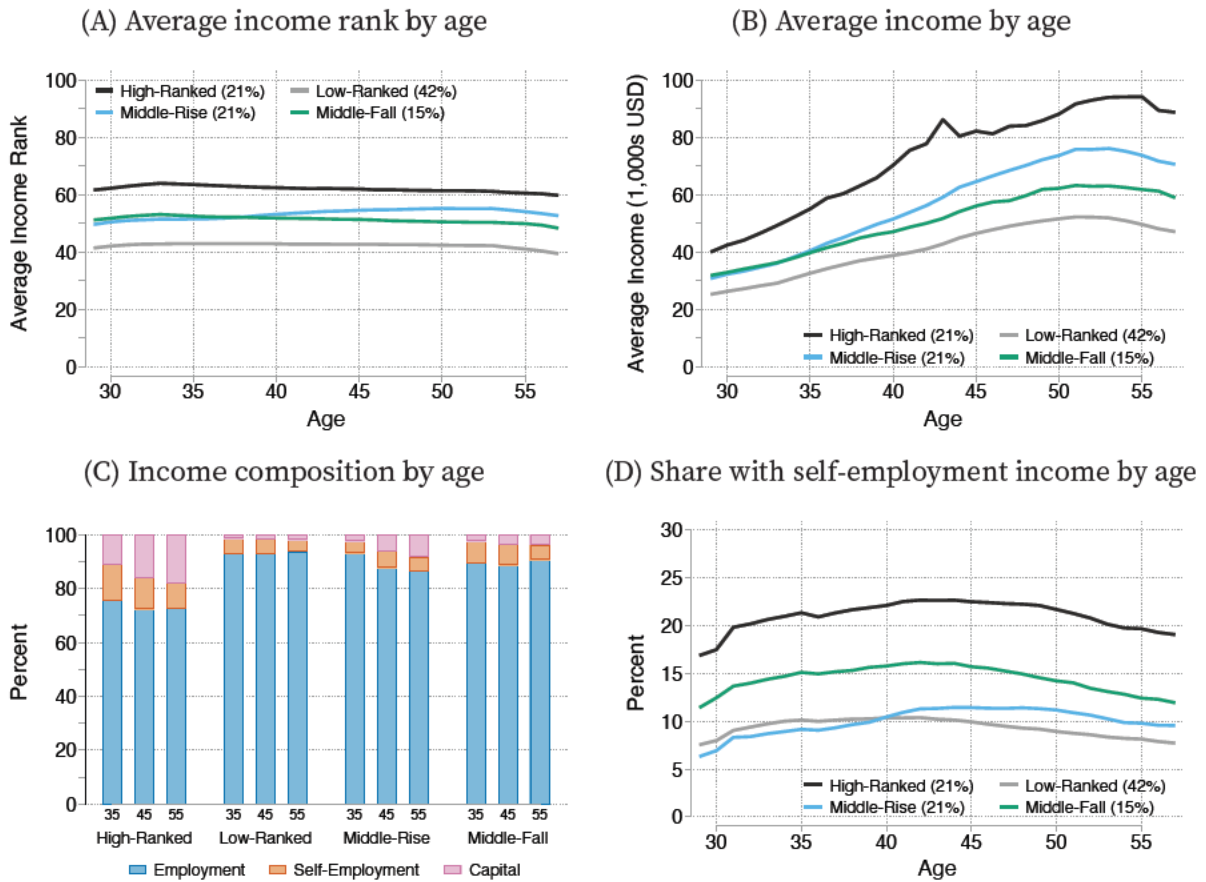 (A) Average income rank by age
100
80
60
40
20
0
Average Income Rank
High-Ranked (21%)
Low-Ranked (42%)
Middle-Rise (21%)
Middle-Fall (15%)
30
35
40
45
50
55
Age
(B) Average income by age
100
80
60
40
20
0
Average Income (1,000s USD)
High-Ranked (21%)
Low-Ranked (42%)
Middle-Rise (21%)
Middle-Fall (15%)
30
35
40
45
50
55
Age
(C) Income composition by age
100
80
60
40
20
0
Percent
35 45 55
35 45 55
35 45 55
35 45 55
High-Ranked
Low-Ranked
Middle-Rise
Middle-Fall
Employment
Self-Employment
Capital
(D) Share with self-employment income by age
30
25
20
15
10
5
0
Percent
High-Ranked (21%)
Low-Ranked (42%)
Middle-Rise (21%)
Middle-Fall (15%)
30
35
40
45
50
55
Age